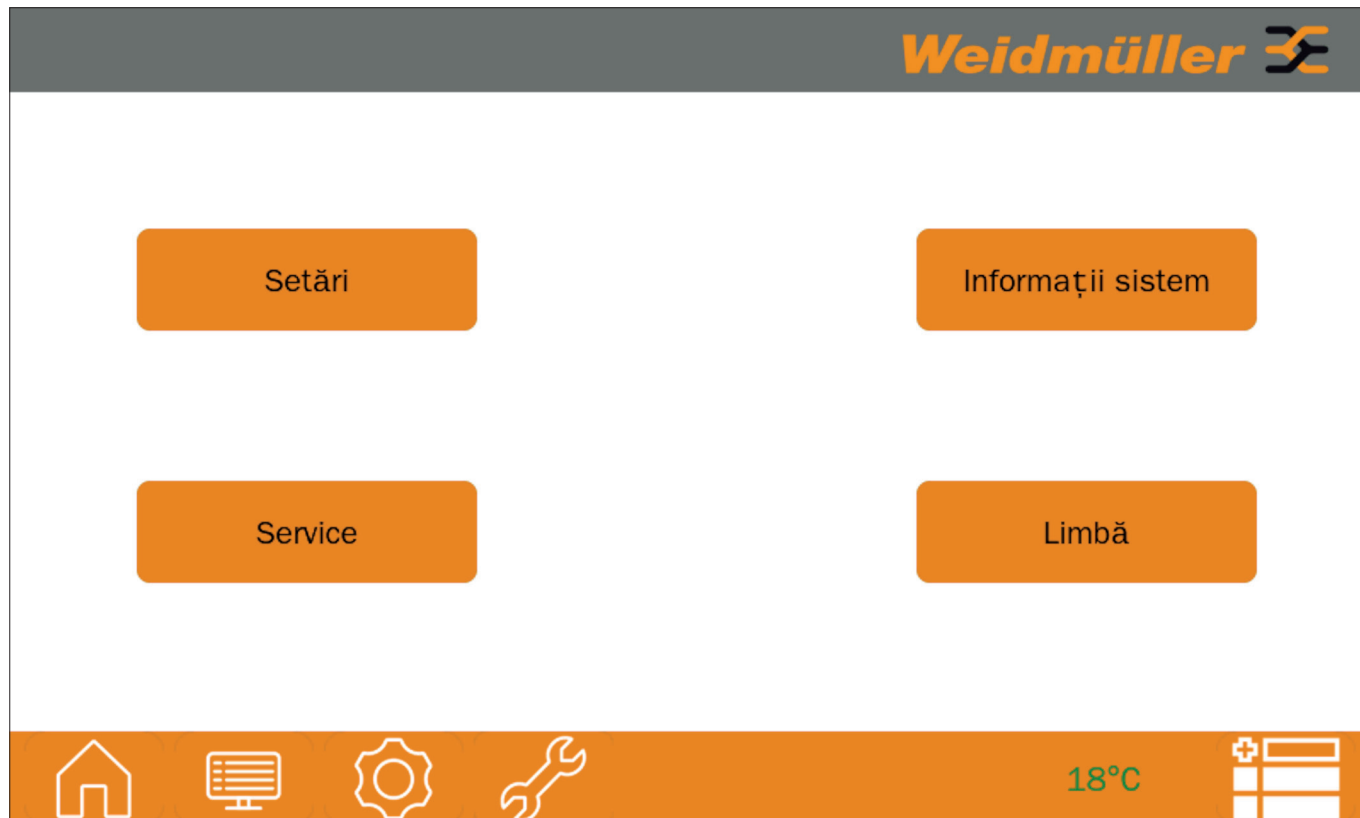 Weidmüller
Setări
Informații sistem
Service
Limbă
18°C